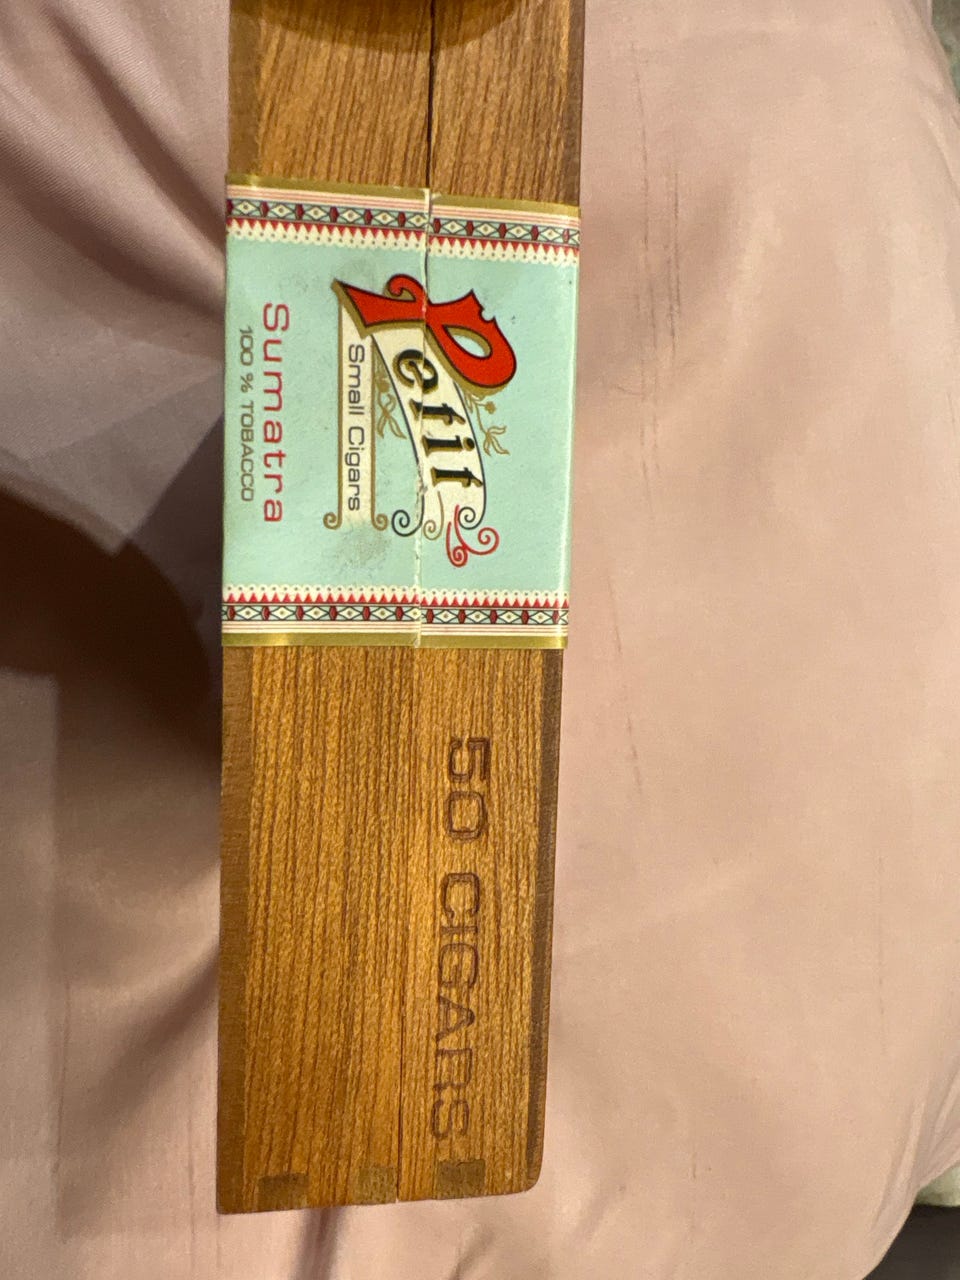 Petit
Small Cigars
Sumatra
100 % TOBACCO
50 CIGARS